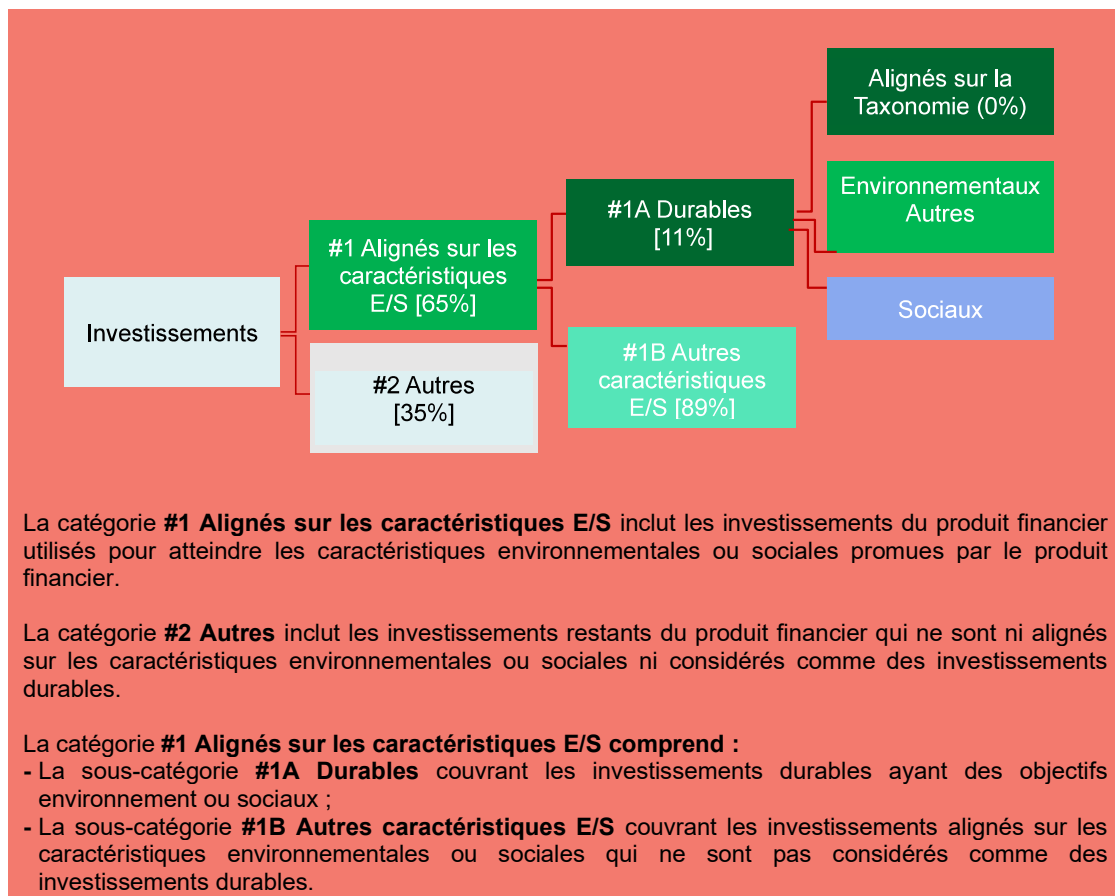 Alignés sur la
Taxonomie (0%)
Environnementaux
Autres
#1A Durables
[11%]
#1 Alignés sur les
caractéristiques
E/S [65%]
Sociaux
Investissements
#1B Autres
caractéristiques
E/S [89%]
#2 Autres
[35%]
La catégorie #1 Alignés sur les caractéristiques E/S inclut les investissements du produit financier
utilisés pour atteindre les caractéristiques environnementales ou sociales promues par le produit
financier.
La catégorie #2 Autres inclut les investissements restants du produit financier qui ne sont ni alignés
sur les caractéristiques environnementales ou sociales ni considérés comme des investissements
durables.
La catégorie #1 Alignés sur les caractéristiques E/S comprend :
- La sous-catégorie #1A Durables couvrant les investissements durables ayant des objectifs
environnement ou sociaux ;
- La sous-catégorie #1B Autres caractéristiques E/S couvrant les investissements alignés sur les
caractéristiques environnementales ou sociales qui ne sont pas considérés comme des
investissements durables.